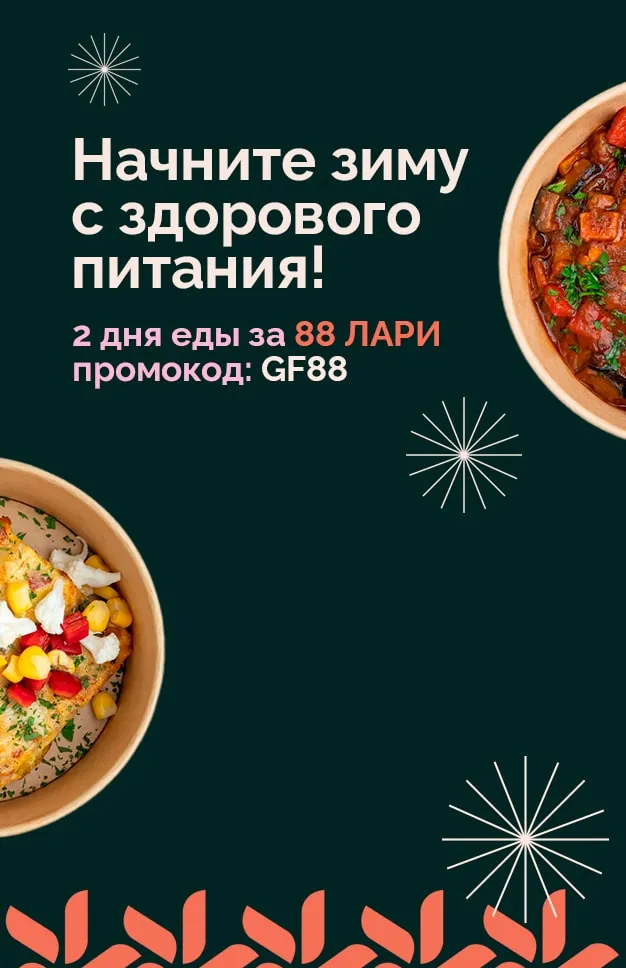 Начните зиму
с здорового
питания!
2 дня еды за 88 ЛАРИ
промокод: GF88